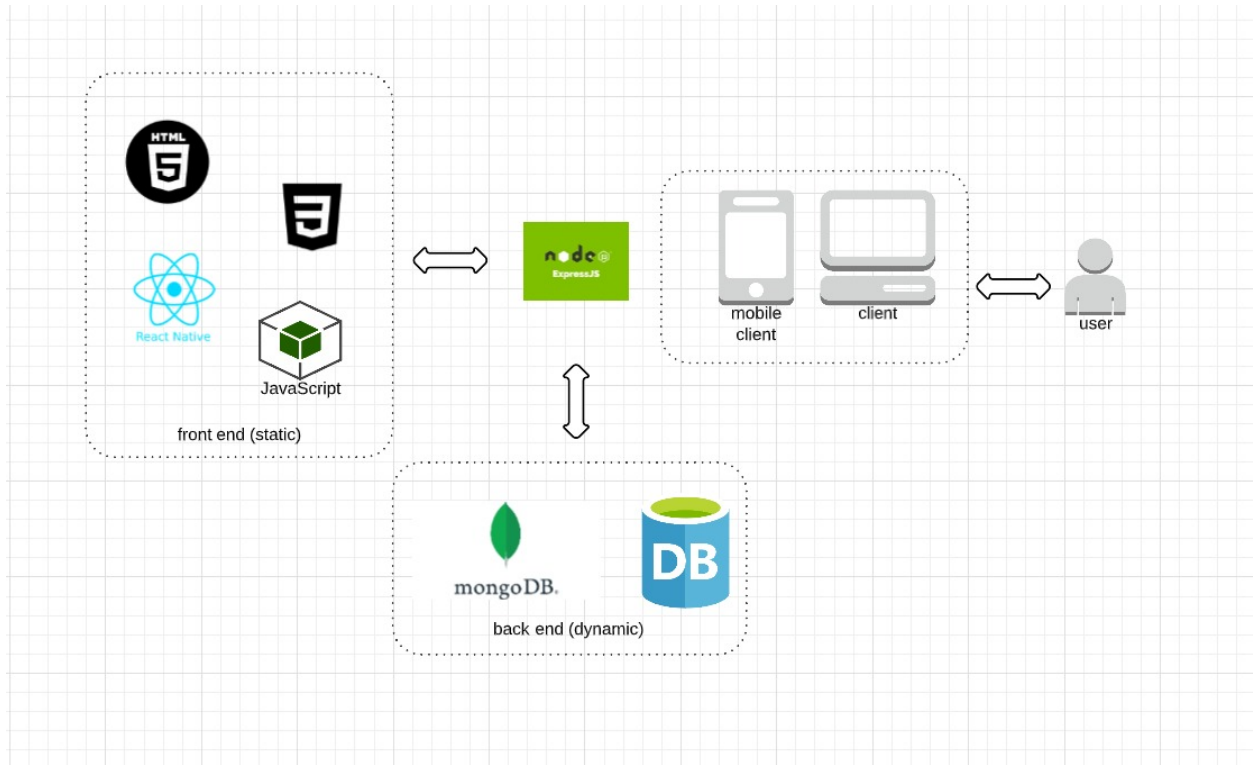 HTML
5
3
React Native
JavaScript
front end (static)
node
ExpressJS
mobile
client
client
user
mongoDB.
DB
back end (dynamic)